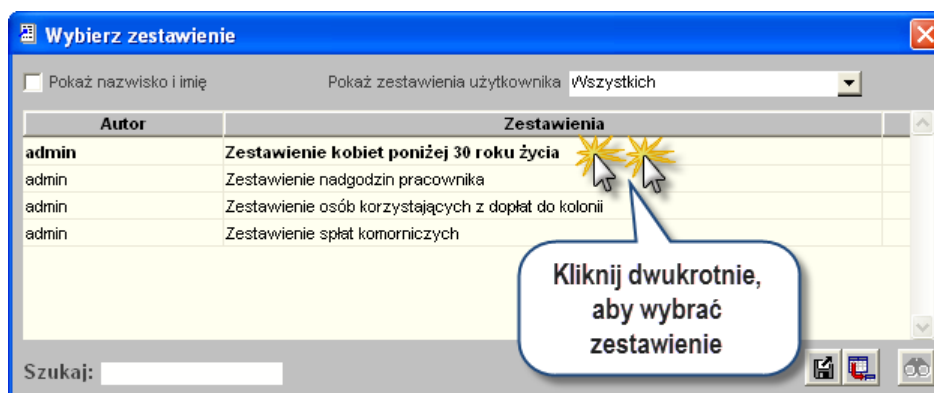 Wybierz zestawienie
Pokaż nazwisko i imię Pokaż zestawienia użytkownika Wszystkich
Autor Zestawienia
admin Zestawienie kobiet poniżej 30 roku życia
admin Zestawienie nadgodzin pracownika
admin Zestawienie osób korzystających z dopłat do kolonii
admin Zestawienie spłat komorniczych
Kliknij dwukrotnie,
aby wybrać
zestawienie
Szukaj: